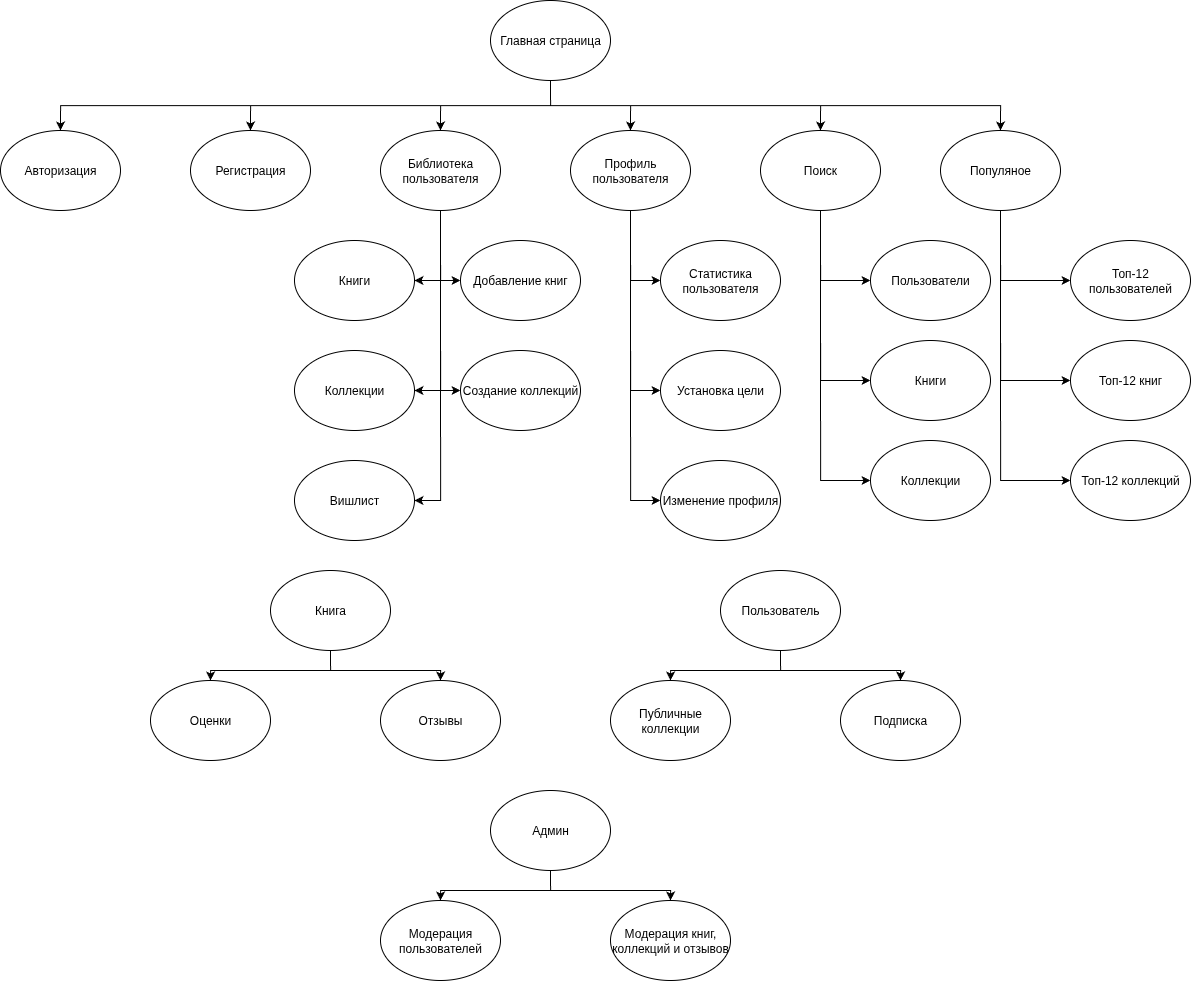 Главная страница
Авторизация
Регистрация
Библиотека
пользователя
Профиль
пользователя
Поиск
Популяное
Книги
Добавление книг
Статистика
пользователя
Пользователи
Топ-12
пользователей
Коллекции
Создание коллекций
Установка цели
Книги
Топ-12 книг
Вишлист
Изменение профиля
Коллекции
Топ-12 коллекций
Книга
Пользователь
Оценки
Отзывы
Публичные
коллекции
Подписка
Админ
Модерация
пользователей
Модерация книг,
коллекций и отзывов